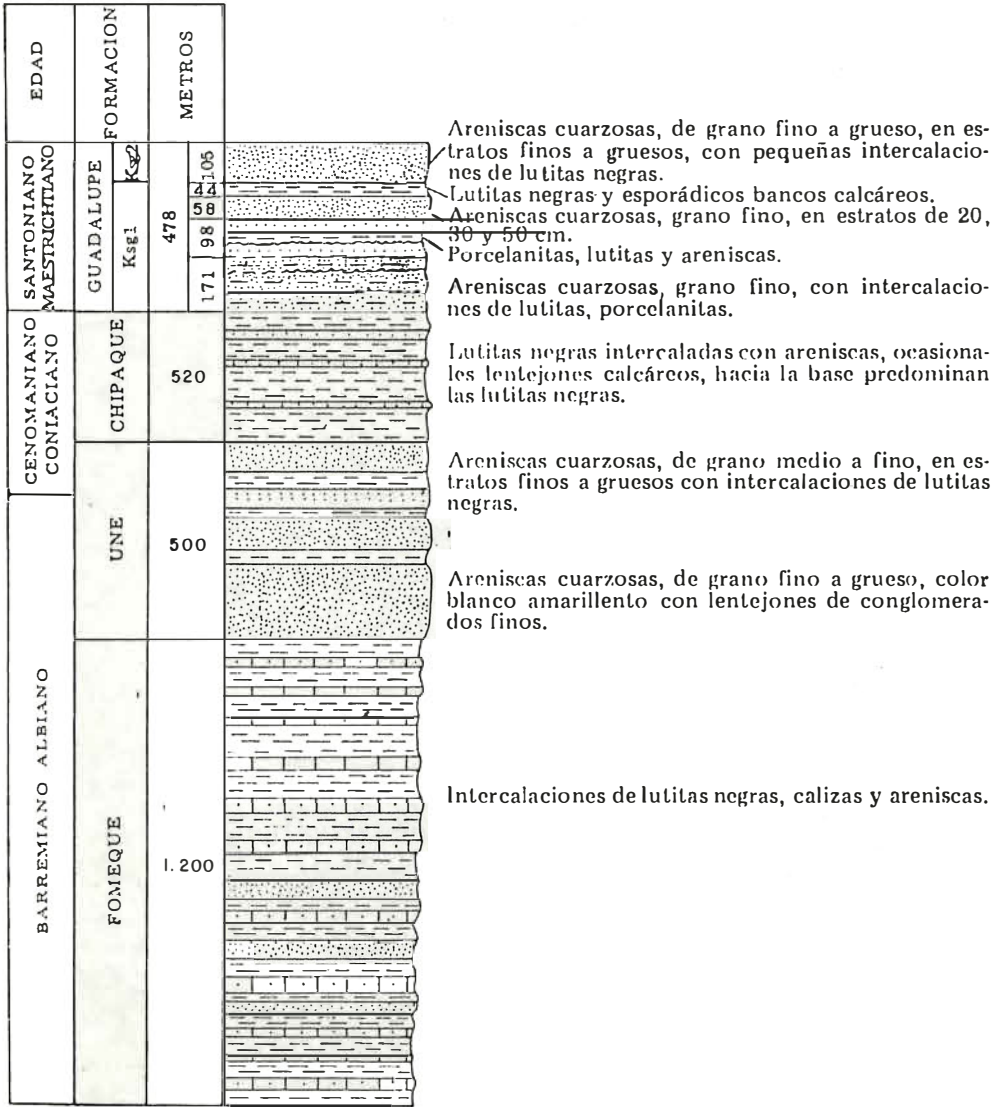 EDAD
FORMACION
METROS
SANTONIANO
MAESTRICHTIANO
GUADALUPE
Ksg2
Ksg1
478
105
44
58
98
171
Areniscas cuarzosas, de grano fino a grueso, en es-
tratos finos a gruesos, con pequeñas intercalacio-
nes de lutitas negras.
Lutitas negras y esporádicos bancos calcáreos.
Areniscas cuarzosas, grano fino, en estratos de 20,
30 y 50 cm.
Porcelanitas, lutitas y areniscas.
Areniscas cuarzosas, grano fino, con intercalacio-
nes de lutitas, porcelanitas.
CENOMANIANO
CONIACIANO
CHIPAQUE
520
Lutitas negras intercaladas con areniscas, ocasiona-
les lentejones calcáreos, hacia la base predominan
las lutitas negras.
UNE
500
Areniscas cuarzosas, de grano medio a fino, en es-
tratos finos a gruesos con intercalaciones de lutitas
negras.
Areniscas cuarzosas, de grano fino a grueso, color
blanco amarillento con lentejones de conglomera-
dos finos.
BARREMIANO ALBIANO
FOMEQUE
1.200
Intercalaciones de lutitas negras, calizas y areniscas.